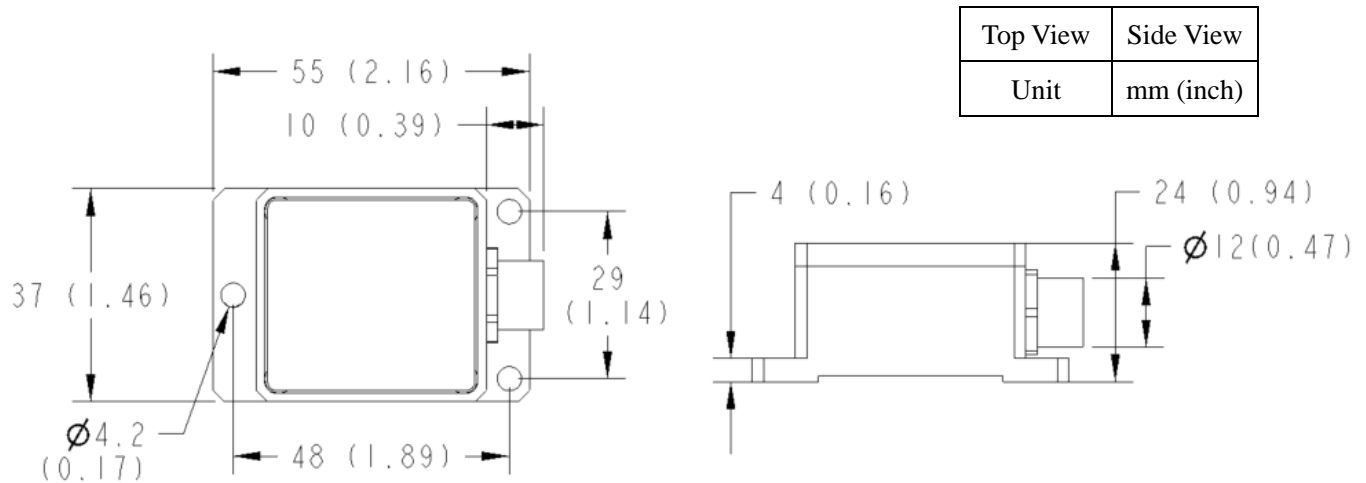 Top View Side View
Unit mm (inch)
55 (2.16)
10 (0.39)
37 (1.46)
29
(1.14)
Ø4.2
(0.17)
48 (1.89)
4 (0.16)
24 (0.94)
Ø12(0.47)